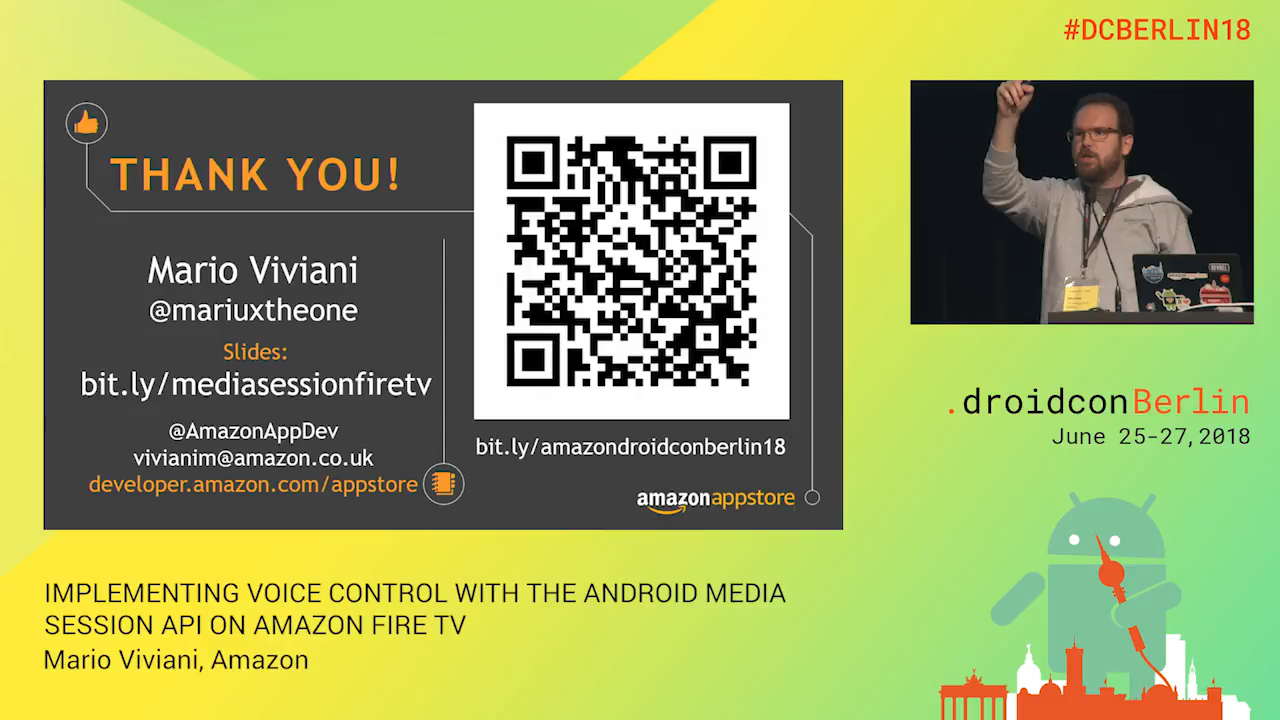 #DCBERLIN18
THANK YOU!
Mario Viviani
@mariuxtheone
Slides:
bit.ly/mediasessionfiretv
@AmazonAppDev
vivianim@amazon.co.uk
developer.amazon.com/appstore
bit.ly/amazondroidconberlin18
amazonappstore
.droidconBerlin
June 25-27,2018
IMPLEMENTING VOICE CONTROL WITH THE ANDROID MEDIA
SESSION API ON AMAZON FIRE TV
Mario Viviani, Amazon